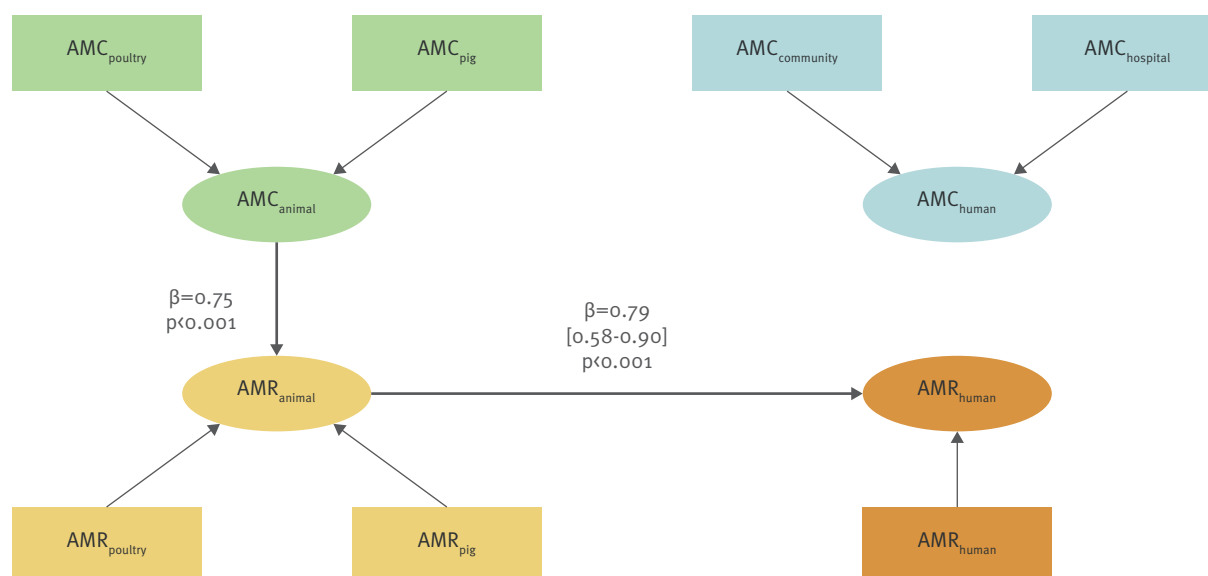 AMCpoultry
AMCpig
AMCcommunity
AMChospital
AMCanimal
AMChuman
β=0.75
p<0.001
β=0.79
[0.58-0.90]
p<0.001
AMRanimal
AMRhuman
AMRpoultry
AMRpig
AMRhuman